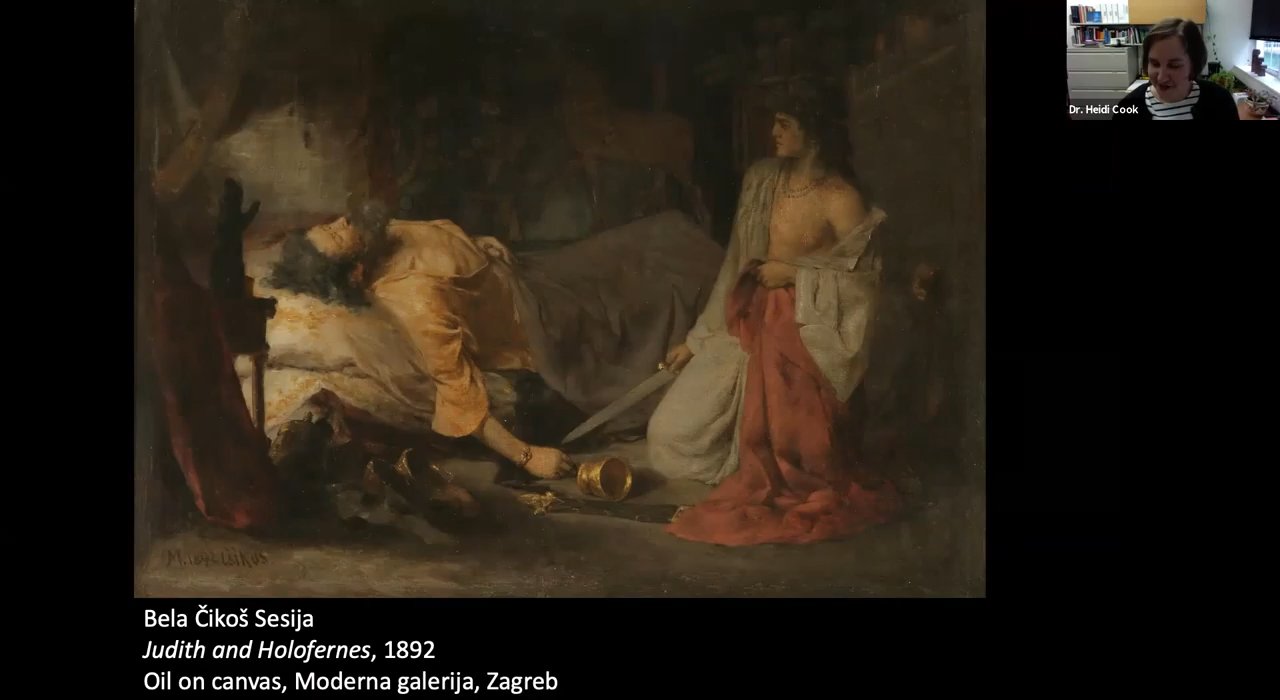 Dr. Heidi Cook
Bela Čikoš Sesija
Judith and Holofernes, 1892
Oil on canvas, Moderna galerija, Zagreb